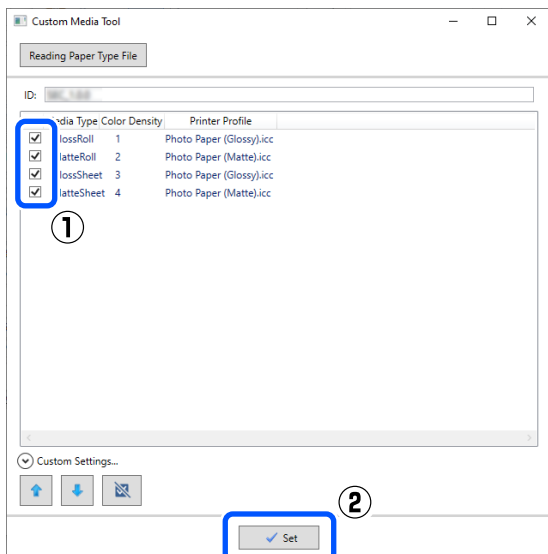 Custom Media Tool
Reading Paper Type File
ID:
edia Type Color Density Printer Profile
lossRoll 1 Photo Paper (Glossy).icc
latteRoll 2 Photo Paper (Matte).icc
lossSheet 3 Photo Paper (Glossy).icc
latteSheet 4 Photo Paper (Matte).icc
①
Custom Settings...
②
Set